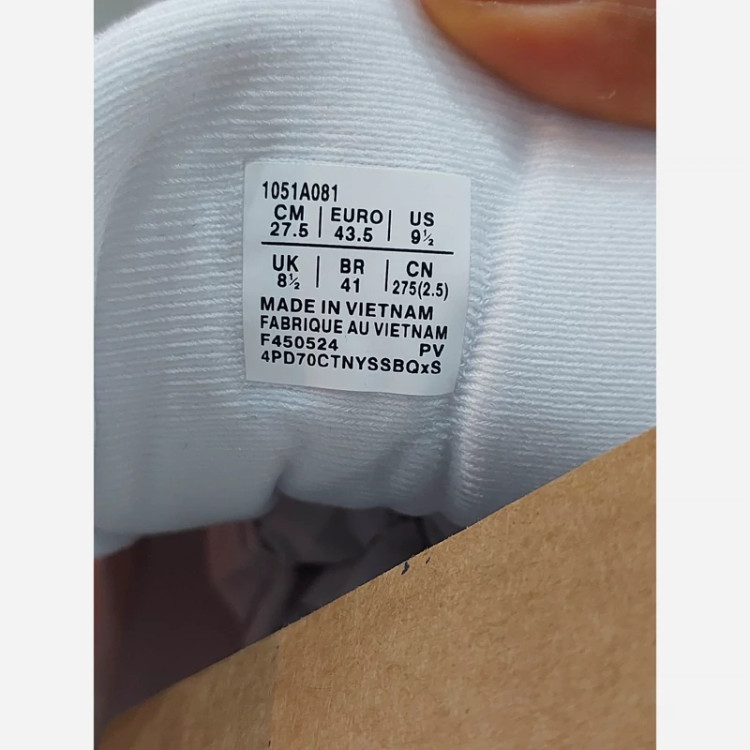 1051A081
CM | EURO | US
27.5 | 43.5 | 9½
UK | BR | CN
8½ | 41 | 275(2.5)
MADE IN VIETNAM
FABRIQUE AU VIETNAM
F450524 PV
4PD70CTNYSSBQxS